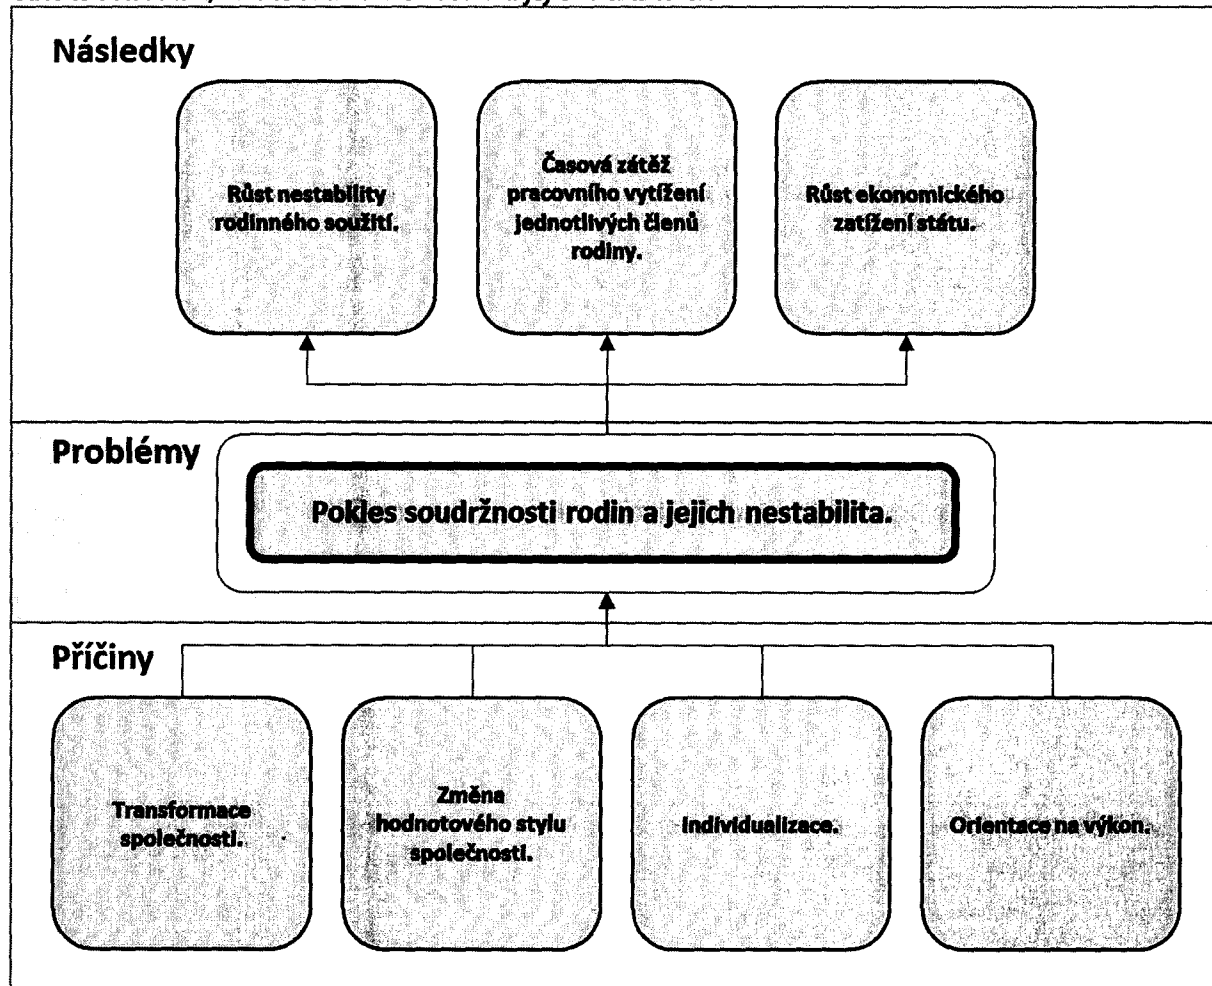 Následky
Růst nestability
rodinného soužití.
Časová zátěž
pracovního vytížení
jednotlivých členů
rodiny.
Růst ekonomického
zatížení státu.
Problémy
Pokles soudržnosti rodin a jejich nestabilita.
Příčiny
Transformace
společnosti.
Změna
hodnotového stylu
společnosti.
Individualizace.
Orientace na výkon.